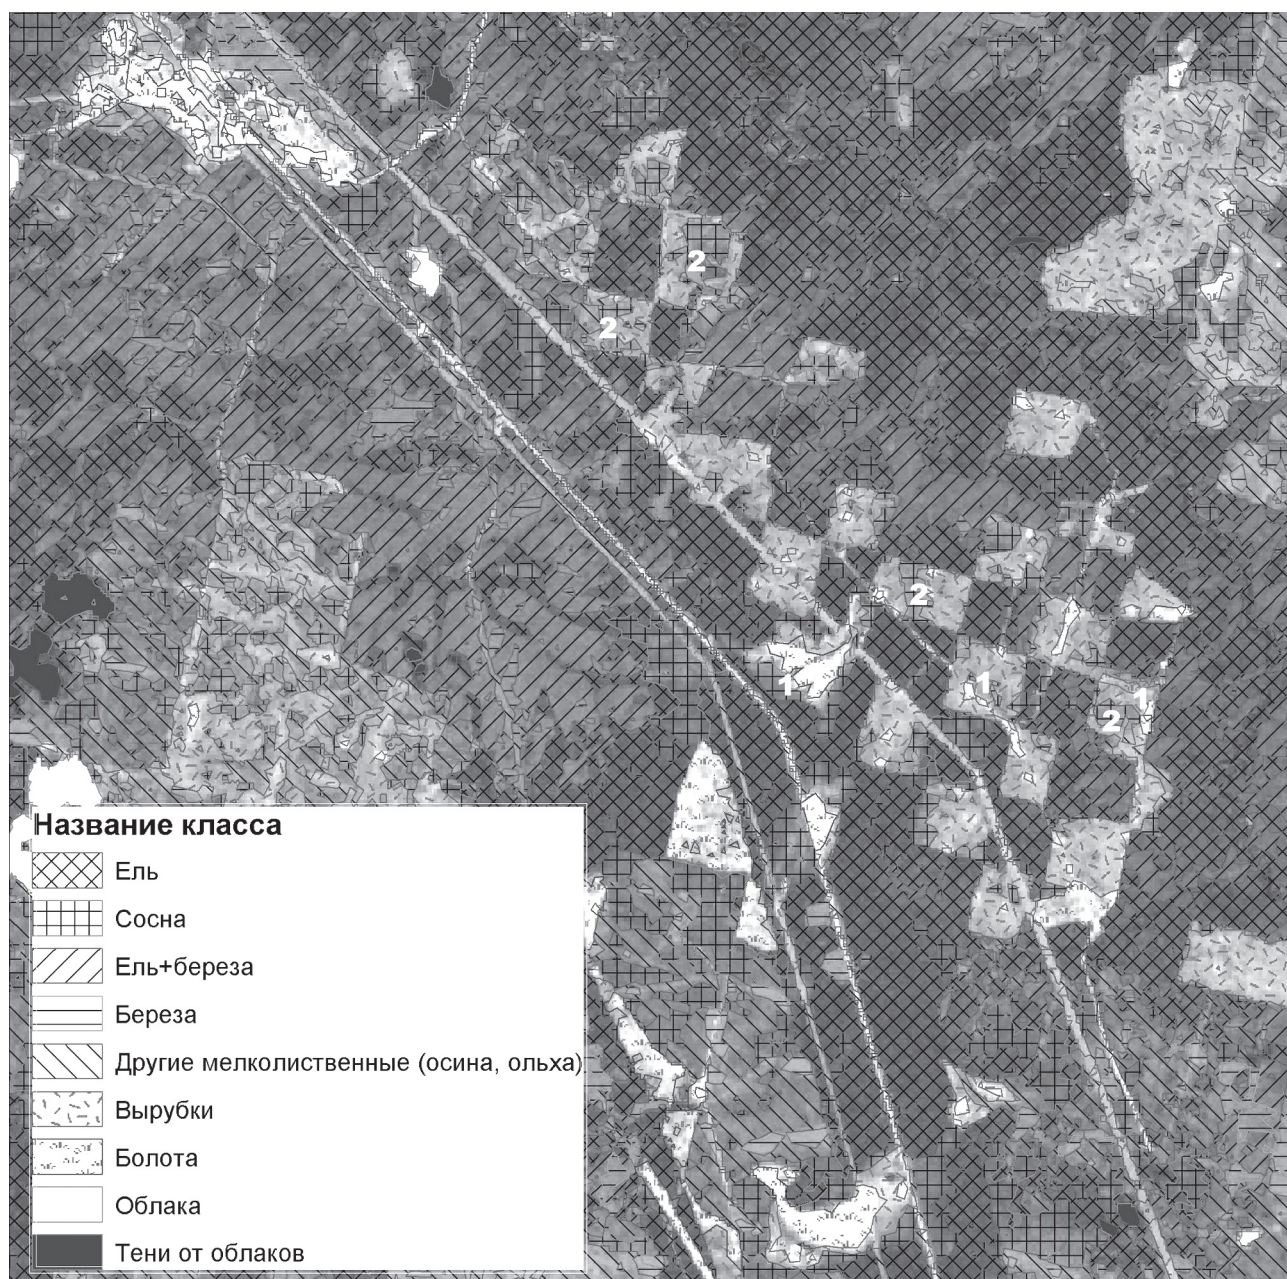 2
2
2
1
1
1
2
Название класса
Ель
Сосна
Ель+береза
Береза
Другие мелколиственные (осина, ольха)
Вырубки
Болота
Облака
Тени от облаков